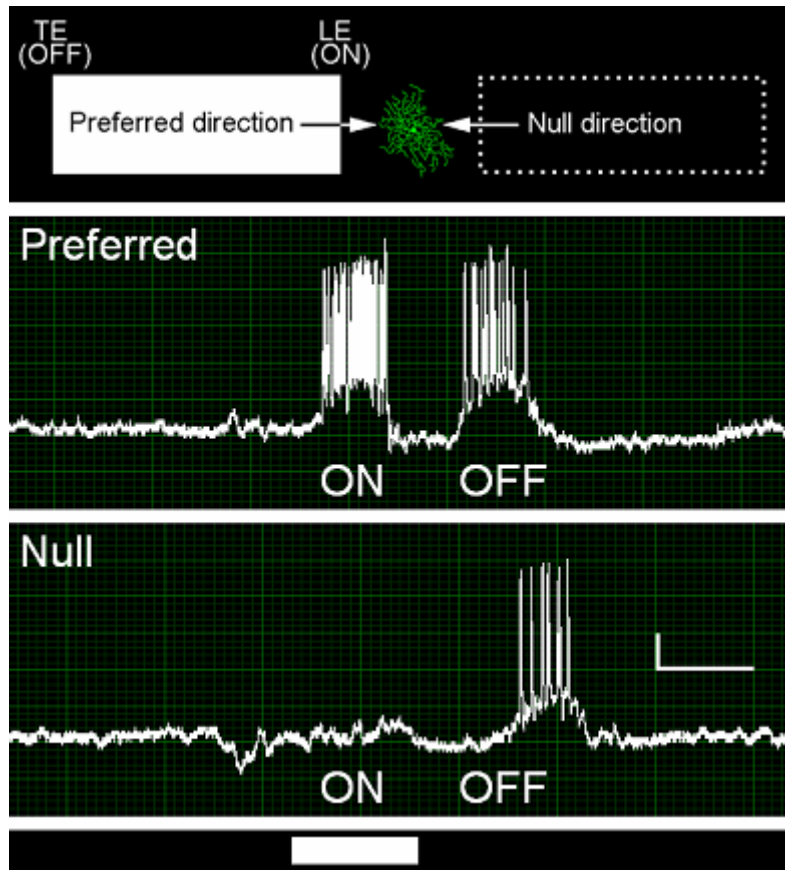 TE
(OFF)
LE
(ON)
Preferred direction
Null direction
Preferred
ON
OFF
Null
ON
OFF